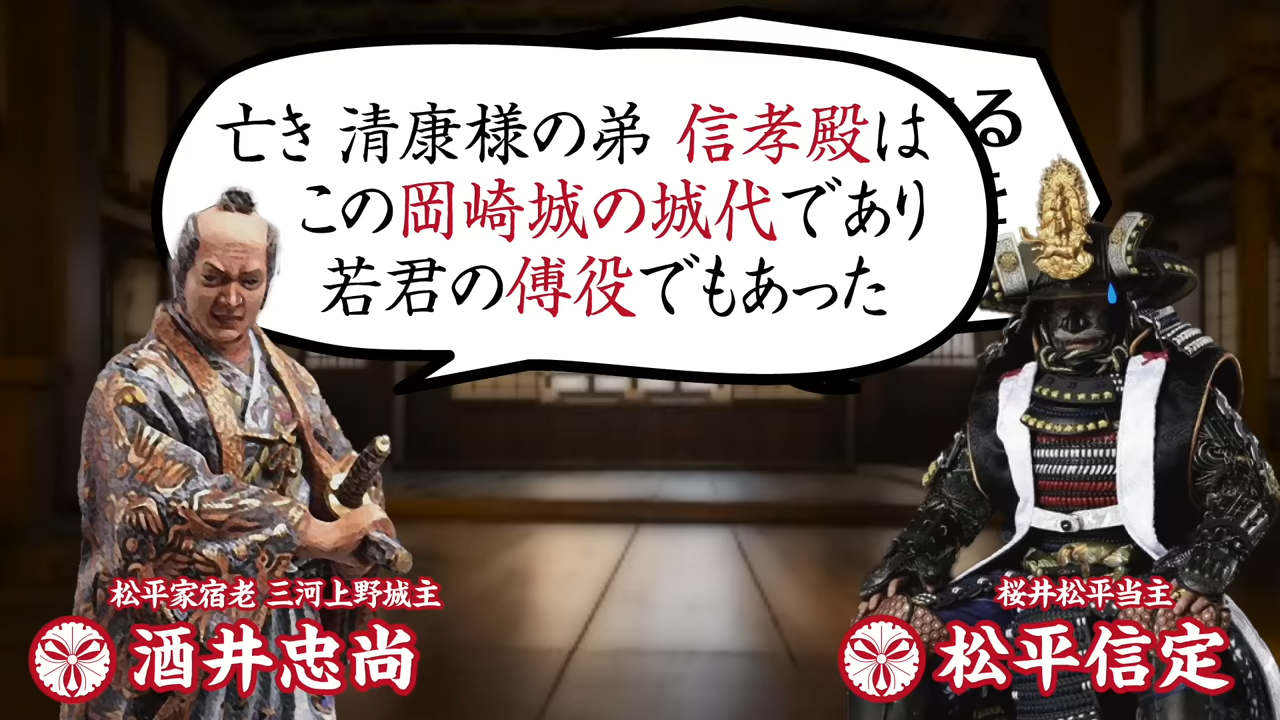 亡き 清康様の弟 信孝殿は
この岡崎城の城代であり
若君の傅役でもあった
る
松平家宿老 三河上野城主
酒井忠尚
桜井松平当主
松平信定